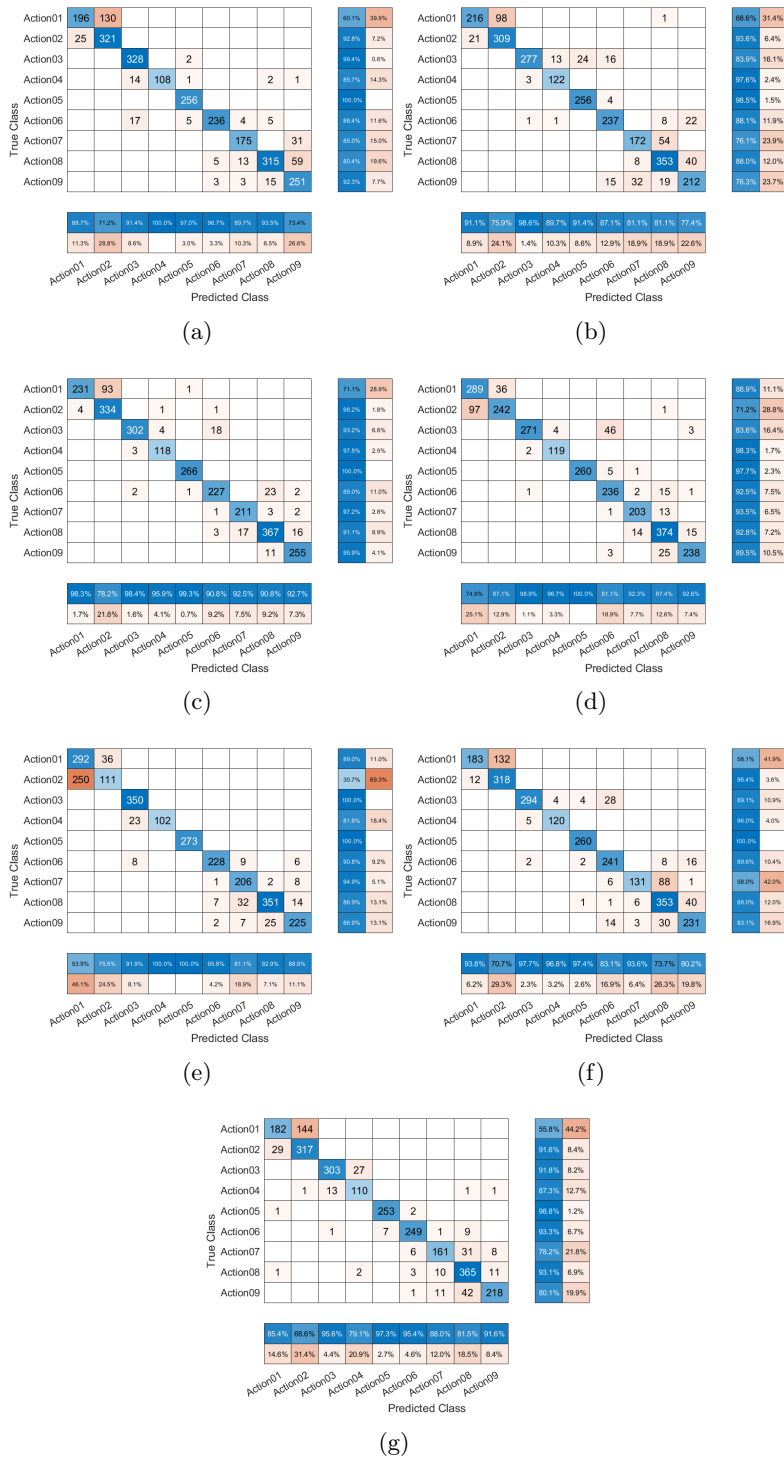 Action01 196 130 60.1% 39.9%
Action02 25 321 92.8% 7.2%
Action03 328 2 99.4% 0.6%
Action04 14 108 1 2 1 85.7% 14.3%
Action05 256 100.0%
Action06 17 5 236 4 5 88.4% 11.6%
Action07 175 31 85.0% 15.0%
Action08 5 13 315 59 80.4% 19.6%
Action09 3 3 15 251 92.3% 7.7%
True Class
88.7% 71.2% 91.4% 100.0% 97.0% 96.7% 89.7% 93.5% 73.4%
11.3% 28.8% 8.6% 3.0% 3.3% 10.3% 6.5% 26.6%
Action01 Action02 Action03 Action04 Action05 Action06 Action07 Action08 Action09
Predicted Class
(a)
Action01 216 98 1 68.6% 31.4%
Action02 21 309 93.6% 6.4%
Action03 277 13 24 16 83.9% 16.1%
Action04 3 122 97.6% 2.4%
Action05 256 4 98.5% 1.5%
Action06 1 1 237 8 22 88.1% 11.9%
Action07 172 54 76.1% 23.9%
Action08 8 353 40 88.0% 12.0%
Action09 15 32 19 212 76.3% 23.7%
True Class
91.1% 75.9% 98.6% 89.7% 91.4% 87.1% 81.1% 81.1% 77.4%
8.9% 24.1% 1.4% 10.3% 8.6% 12.9% 18.9% 18.9% 22.6%
Action01 Action02 Action03 Action04 Action05 Action06 Action07 Action08 Action09
Predicted Class
(b)
Action01 231 93 1 71.1% 28.9%
Action02 4 334 1 1 98.2% 1.8%
Action03 302 4 18 93.2% 6.8%
Action04 3 118 97.5% 2.5%
Action05 266 100.0%
Action06 2 1 227 23 2 89.0% 11.0%
Action07 1 211 3 2 97.2% 2.8%
Action08 3 17 367 16 91.1% 8.9%
Action09 11 255 95.9% 4.1%
True Class
98.3% 78.2% 98.4% 95.9% 99.3% 90.8% 92.5% 90.8% 92.7%
1.7% 21.8% 1.6% 4.1% 0.7% 9.2% 7.5% 9.2% 7.3%
Action01 Action02 Action03 Action04 Action05 Action06 Action07 Action08 Action09
Predicted Class
(c)
Action01 289 36 88.9% 11.1%
Action02 97 242 1 71.2% 28.8%
Action03 271 4 46 3 83.6% 16.4%
Action04 2 119 98.3% 1.7%
Action05 260 5 1 97.7% 2.3%
Action06 1 236 2 15 1 92.5% 7.5%
Action07 1 203 13 93.5% 6.5%
Action08 14 374 15 92.8% 7.2%
Action09 3 25 238 89.5% 10.5%
True Class
74.9% 87.1% 98.9% 96.7% 100.0% 81.1% 92.3% 87.4% 92.6%
25.1% 12.9% 1.1% 3.3% 18.9% 7.7% 12.6% 7.4%
Action01 Action02 Action03 Action04 Action05 Action06 Action07 Action08 Action09
Predicted Class
(d)
Action01 292 36 89.0% 11.0%
Action02 250 111 30.7% 69.3%
Action03 350 100.0%
Action04 23 102 81.6% 18.4%
Action05 273
100.0%
Action06 8 228 9 6 90.8% 9.2%
Action07 1 206 2 8 94.9% 5.1%
Action08 7 32 351 14 86.9% 13.1%
Action09 2 7 25 225 86.9% 13.1%
True Class
53.9% 75.5% 91.9% 100.0% 100.0% 95.8% 81.1% 92.9% 88.9%
46.1% 24.5% 8.1% 4.2% 18.9% 7.1% 11.1%
Action01 Action02 Action03 Action04 Action05 Action06 Action07 Action08 Action09
Predicted Class
(e)
Action01 183 132 58.1% 41.9%
Action02 12 318 96.4% 3.6%
Action03 294 4 4 28 89.1% 10.9%
Action04 5 120 96.0% 4.0%
Action05 260 100.0%
Action06 2 2 241 8 16 89.6% 10.4%
Action07 6 131 88 1 58.0% 42.0%
Action08 1 1 6 353 40 88.0% 12.0%
Action09 14 3 30 231 83.1% 16.9%
True Class
93.8% 70.7% 97.7% 96.8% 97.4% 83.1% 93.6% 73.7% 80.2%
6.2% 29.3% 2.3% 3.2% 2.6% 16.9% 6.4% 26.3% 19.8%
Action01 Action02 Action03 Action04 Action05 Action06 Action07 Action08 Action09
Predicted Class
(f)
Action01 182 144 55.8% 44.2%
Action02 29 317 91.6% 8.4%
Action03 303 27 91.8% 8.2%
Action04 1 13 110 1 1 87.3% 12.7%
Action05 1 253 2 98.8% 1.2%
Action06 1 7 249 1 9 93.3% 6.7%
Action07 6 161 31 8 78.2% 21.8%
Action08 1 2 3 10 365 11 93.1% 6.9%
Action09 1 11 42 218 80.1% 19.9%
True Class
85.4% 68.6% 95.6% 79.1% 97.3% 95.4% 88.0% 81.5% 91.6%
14.6% 31.4% 4.4% 20.9% 2.7% 4.6% 12.0% 18.5% 8.4%
Action01 Action02 Action03 Action04 Action05 Action06 Action07 Action08 Action09
Predicted Class
(g)